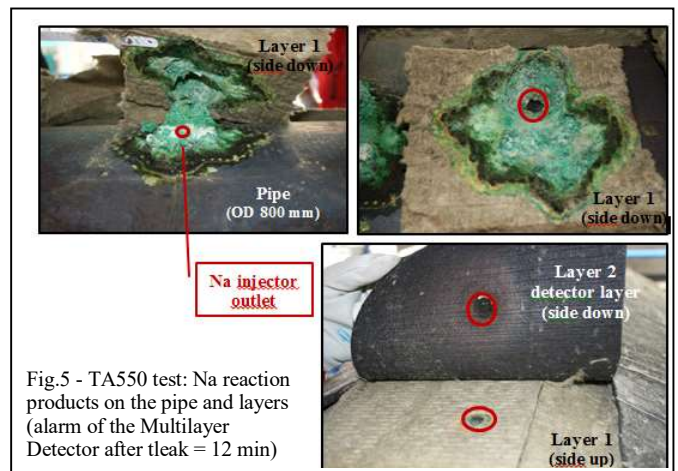 Layer 1
(side down)
Pipe
(OD 800 mm)
Layer 1
(side down)
Na injector
outlet
Layer 2
detector layer
(side down)
Layer 1
(side up)
Fig.5 - TA550 test: Na reaction
products on the pipe and layers
(alarm of the Multilayer
Detector after tleak = 12 min)